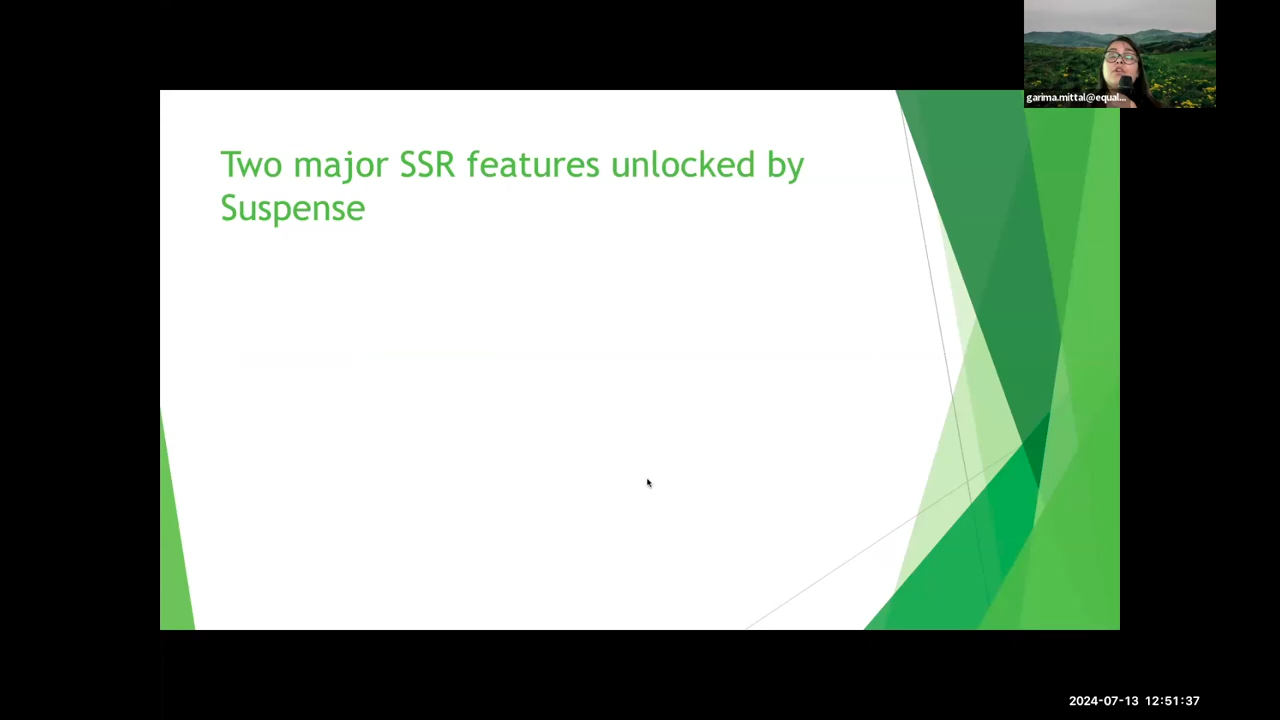 garima.mittal@equal...
Two major SSR features unlocked by
Suspense
2024-07-13 12:51:37